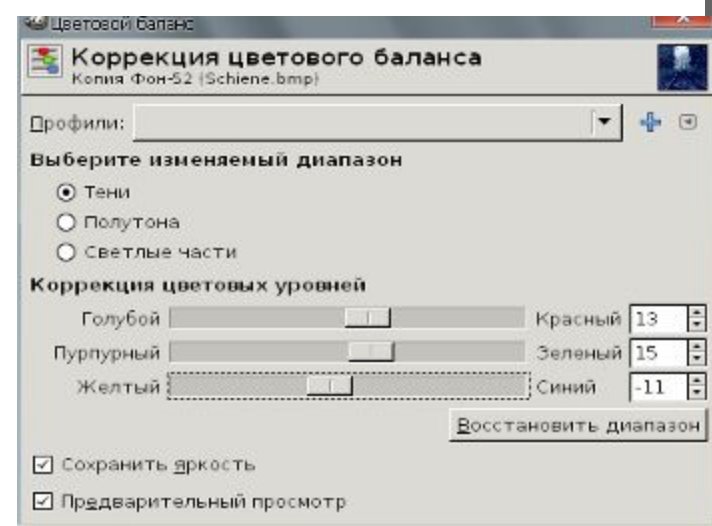 Цветовой баланс
Коррекция цветового баланса
Копия Фон-52 (Schiene.bmp)
Профили:
Выберите изменяемый диапазон
Тени
Полутона
Светлые части
Коррекция цветовых уровней
Голубой Красный 13
Пурпурный Зеленый 15
Желтый Синий -11
Восстановить диапазон
Сохранить яркость
Предварительный просмотр